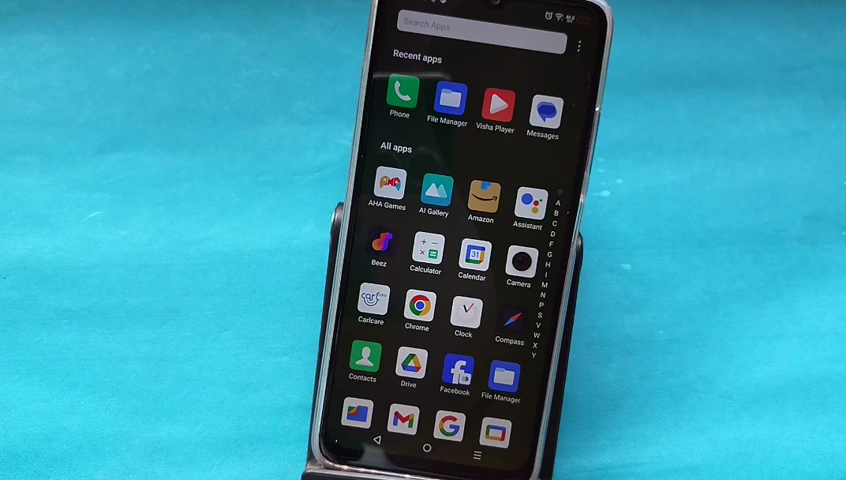 Search Apps
Recent apps
Phone
File Manager
Visha Player
Messages
All apps
AHA Games
AI Gallery
Amazon
Assistant
Beez
Calculator
Calendar
Camera
Carlcare
Chrome
Clock
Compass
Contacts
Drive
Facebook
File Manager
31
A
B
C
D
F
G
H
I
M
N
P
S
V
W
X
Y